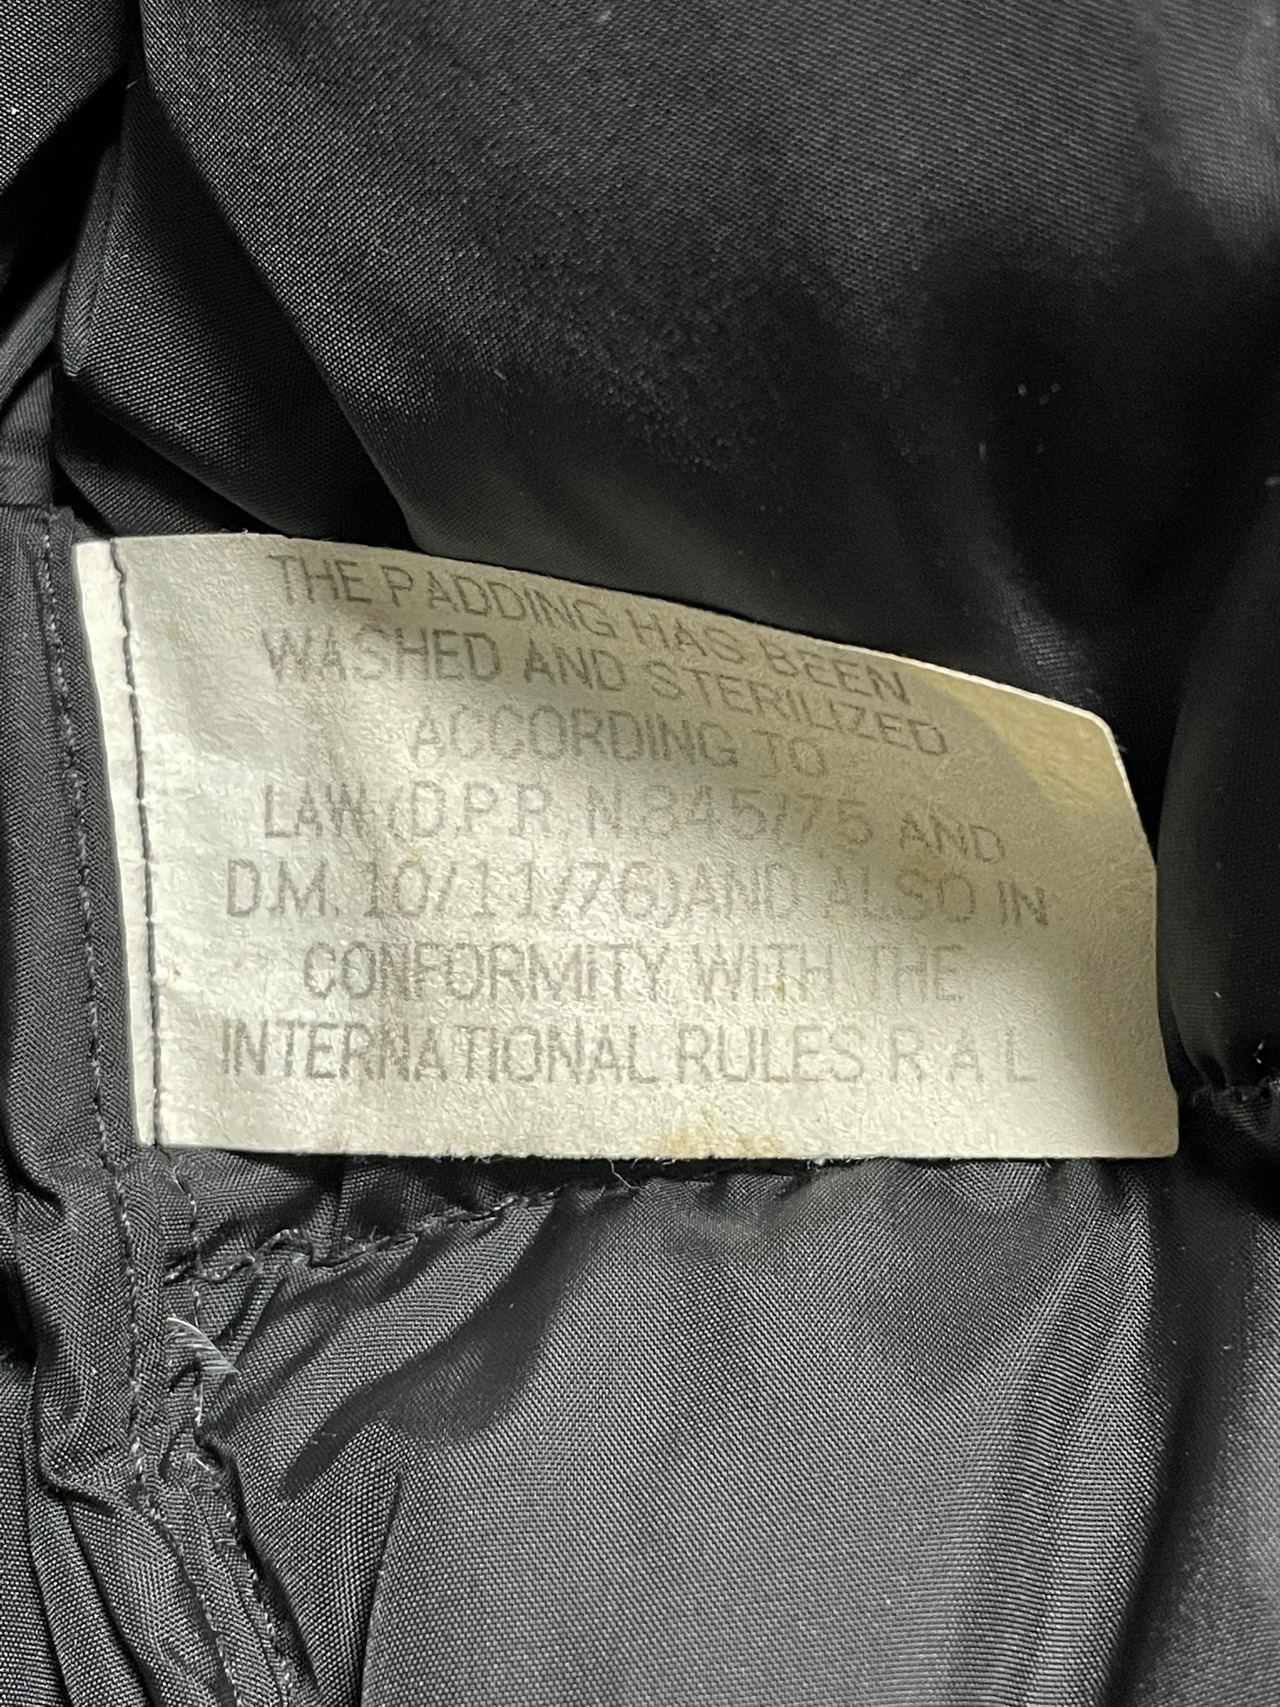 THE PADDING HAS BEEN
WASHED AND STERILIZED
ACCORDING TO
LAW (D.P.R. N.845/75 AND
D.M. 10/11/76)AND ALSO IN
CONFORMITY WITH THE
INTERNATIONAL RULES R A L